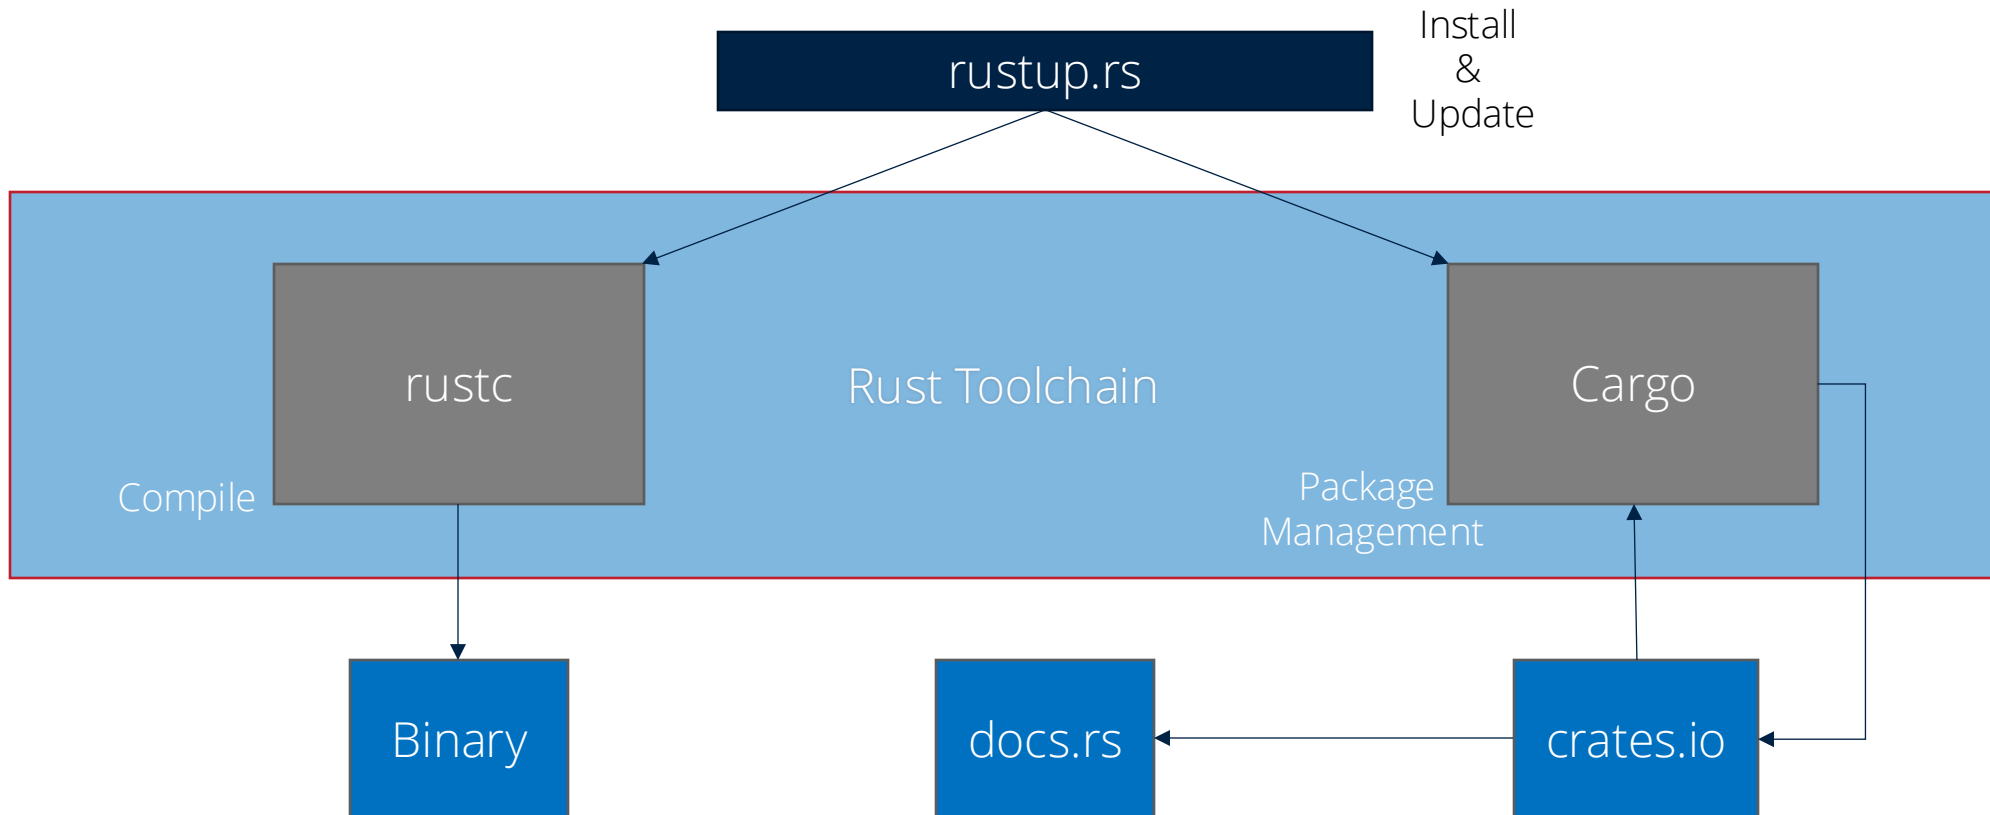 Install
&
Update
rustup.rs
rustc
Rust Toolchain
Cargo
Compile
Package
Management
Binary
docs.rs
crates.io